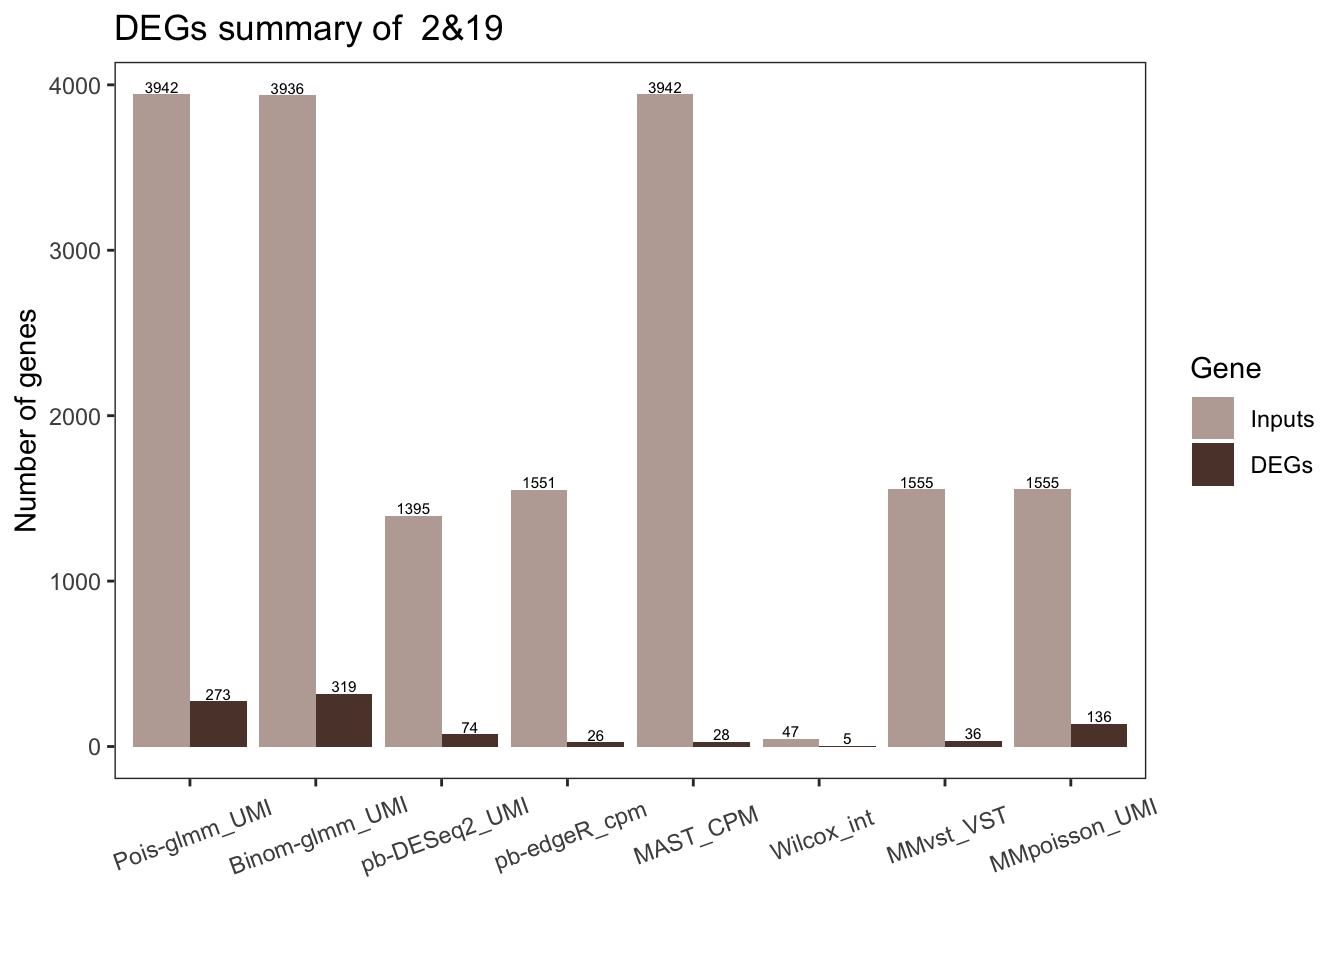 DEGs summary of  2&19
Number of genes
4000
3000
2000
1000
0
3942
273
3936
319
1395
74
1551
26
3942
28
47
5
1555
36
1555
136
Pois-glmm_UMI
Binom-glmm_UMI
pb-DESeq2_UMI
pb-edgeR_cpm
MAST_CPM
Wilcox_int
MMvst_VST
MMpoisson_UMI
Gene
Inputs
DEGs